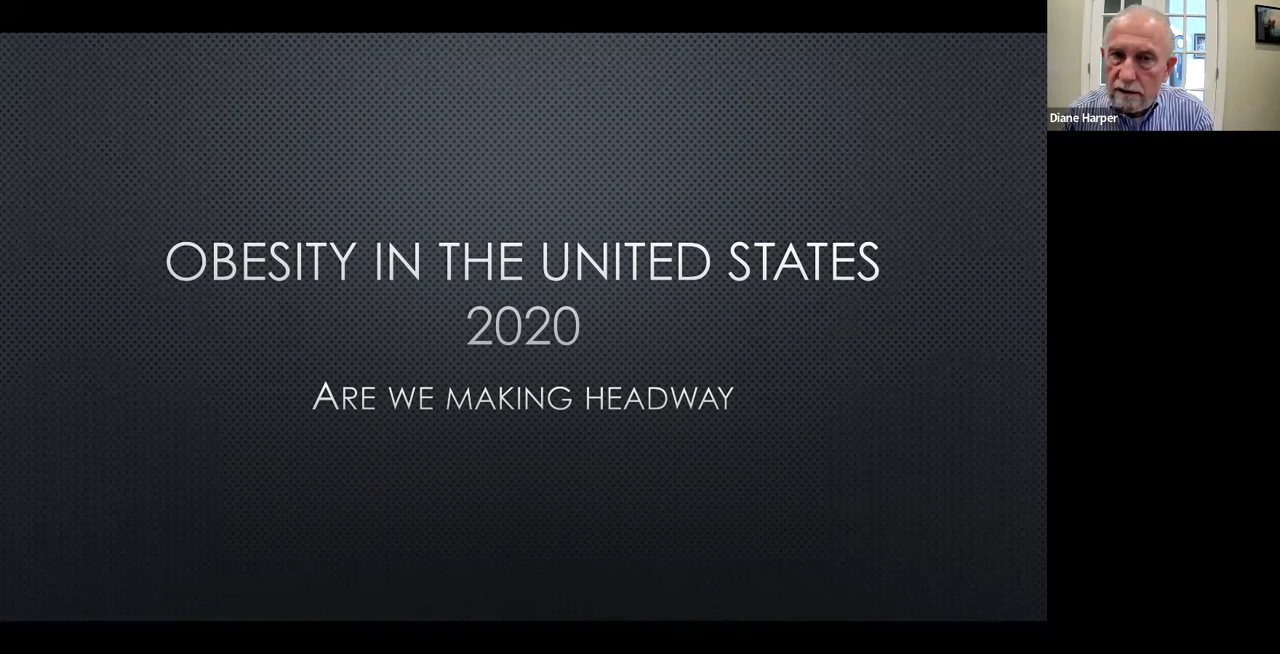 OBESITY IN THE UNITED STATES
2020
ARE WE MAKING HEADWAY
Diane Harper